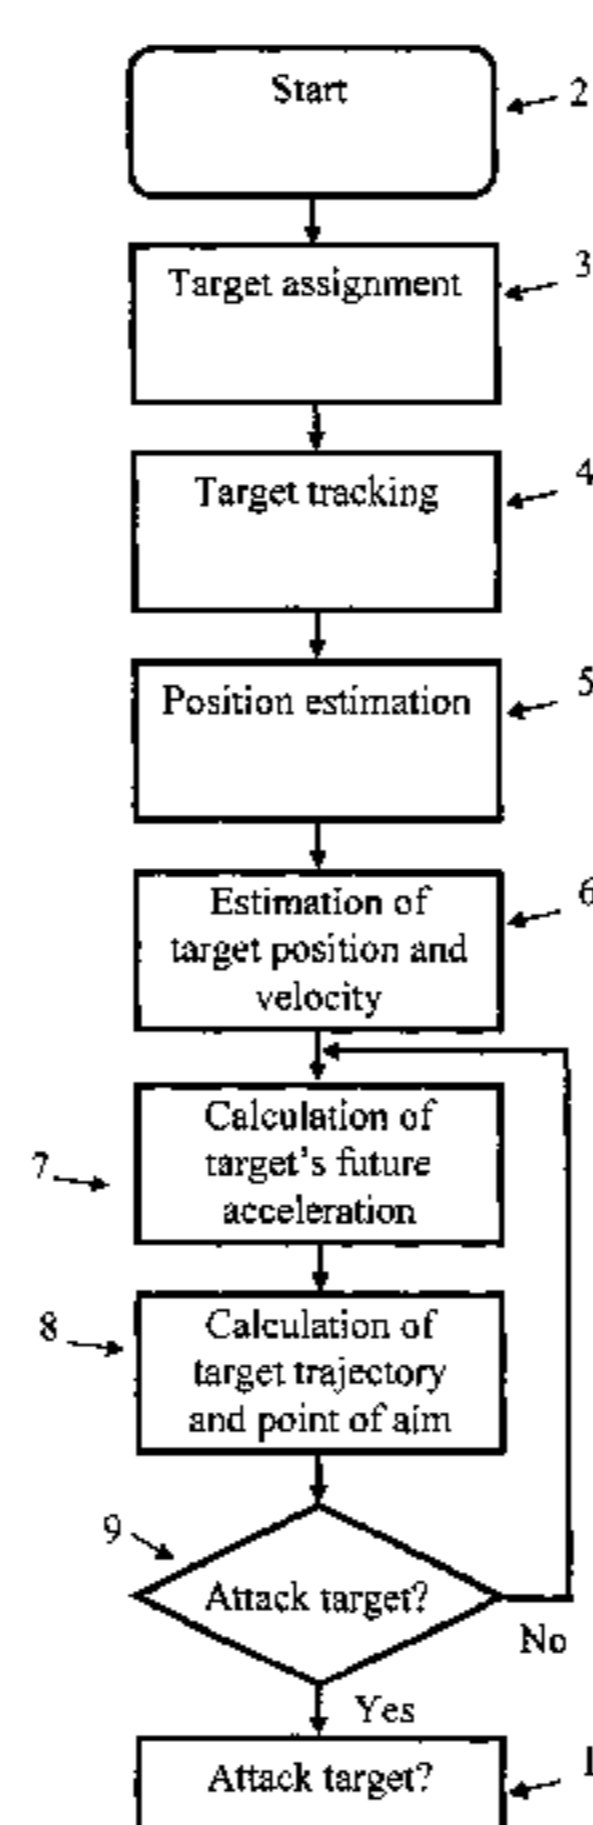 Start
2
Target assignment
3
Target tracking
4
Position estimation
5
Estimation of
target position and
velocity
6
Calculation of
target's future
acceleration
7
Calculation of
target trajectory
and point of aim
8
9
Attack target?
No
Yes
Attack target?